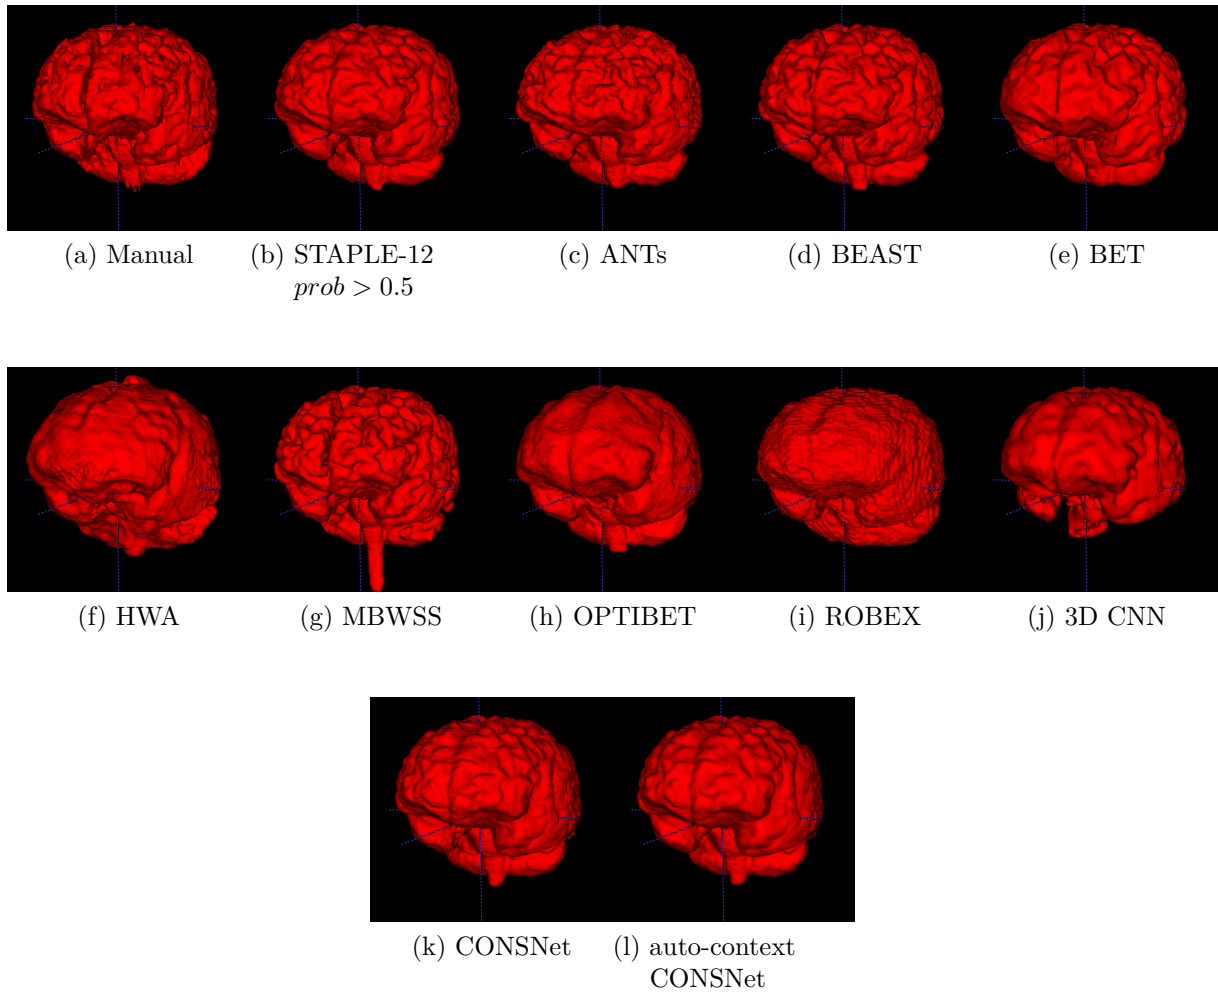 (a) Manual
(b) STAPLE-12
prob > 0.5
(c) ANTs
(d) BEAST
(e) BET
(f) HWA
(g) MBWSS
(h) OPTIBET
(i) ROBEX
(j) 3D CNN
(k) CONSNet
(l) auto-context
CONSNet